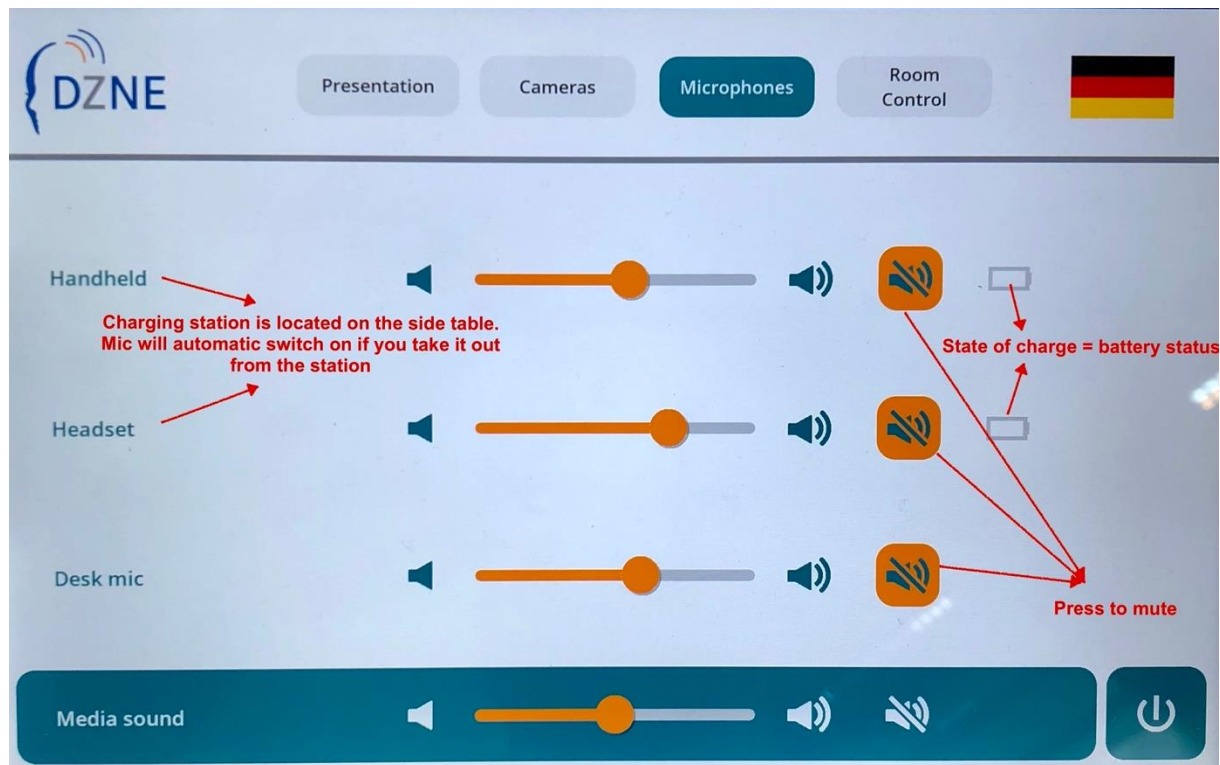 DZNE
Presentation
Cameras
Microphones
Room
Control
Handheld
Charging station is located on the side table.
Mic will automatic switch on if you take it out
from the station
State of charge = battery status
Headset
Desk mic
Press to mute
Media sound